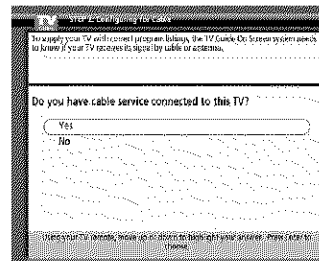 TV
STEP 2: Configuring for Cable
To supply your TV with correct program listings, the TV Guide On Screen system needs
to know if your TV receives its signal by cable or antenna.
Do you have cable service connected to this TV?
Yes
No
Using your TV remote, move up or down to highlight your answer. Press Enter to
choose.